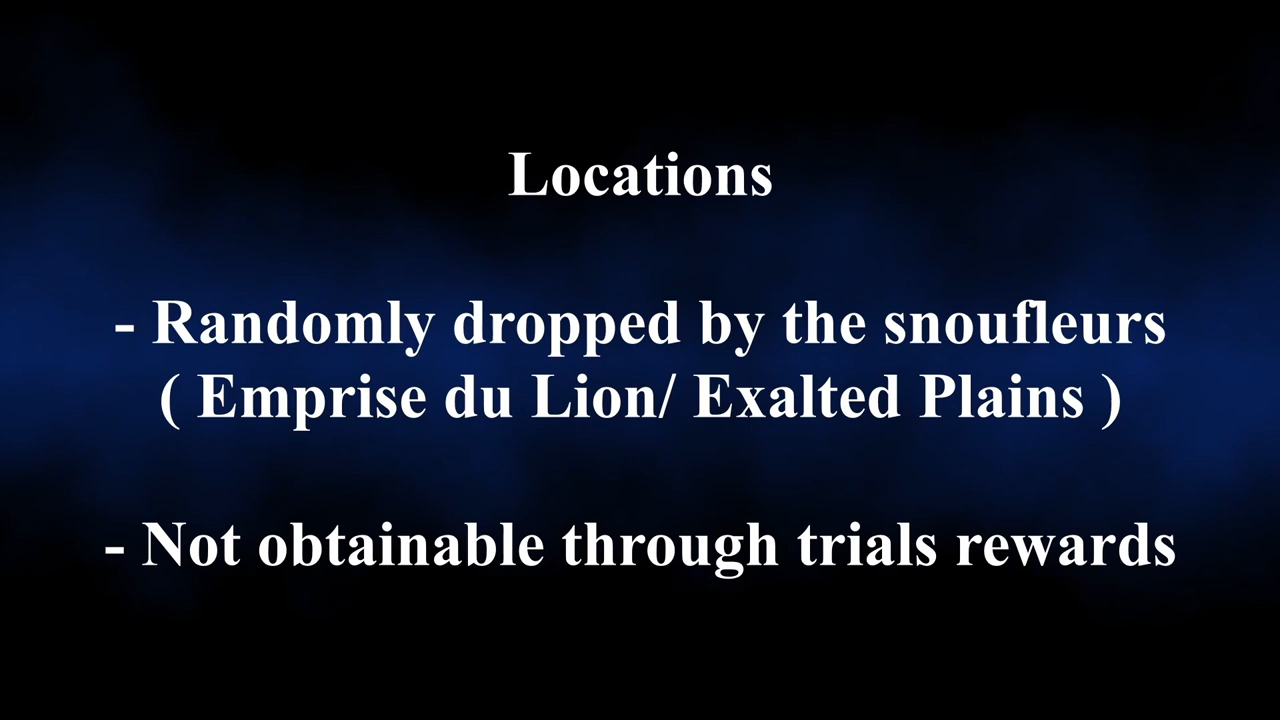 Locations
- Randomly dropped by the snoufleurs
( Emprise du Lion/ Exalted Plains )
- Not obtainable through trials rewards